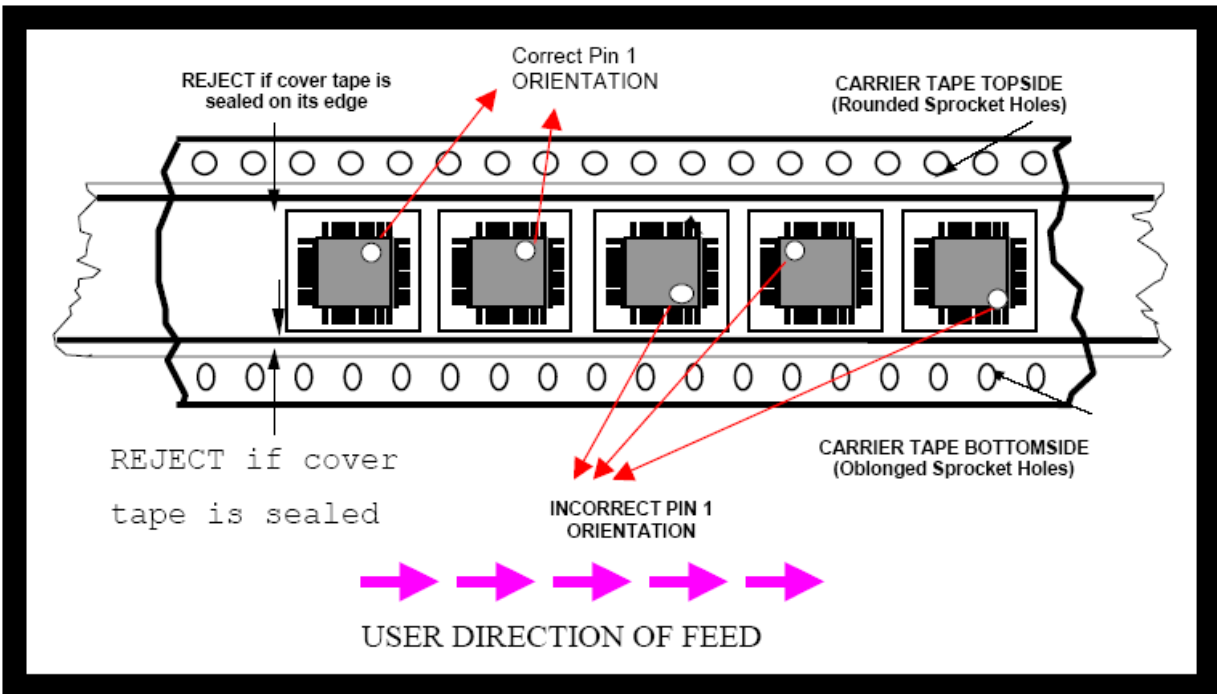 Correct Pin 1
ORIENTATION
REJECT if cover tape is
sealed on its edge
CARRIER TAPE TOPSIDE
(Rounded Sprocket Holes)
REJECT if cover
tape is sealed
CARRIER TAPE BOTTOMSIDE
(Oblonged Sprocket Holes)
INCORRECT PIN 1
ORIENTATION
USER DIRECTION OF FEED